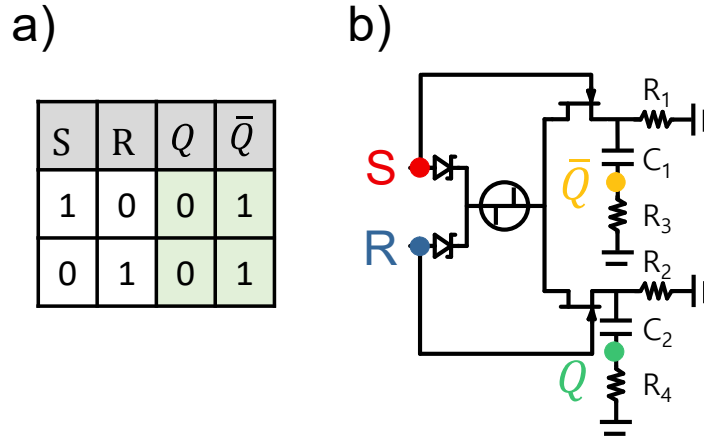 a)
S R Q Q̅
1 0 0 1
0 1 0 1
b)
R₁
C₁
S
Q̅
R₃
R
R₂
C₂
Q
R₄